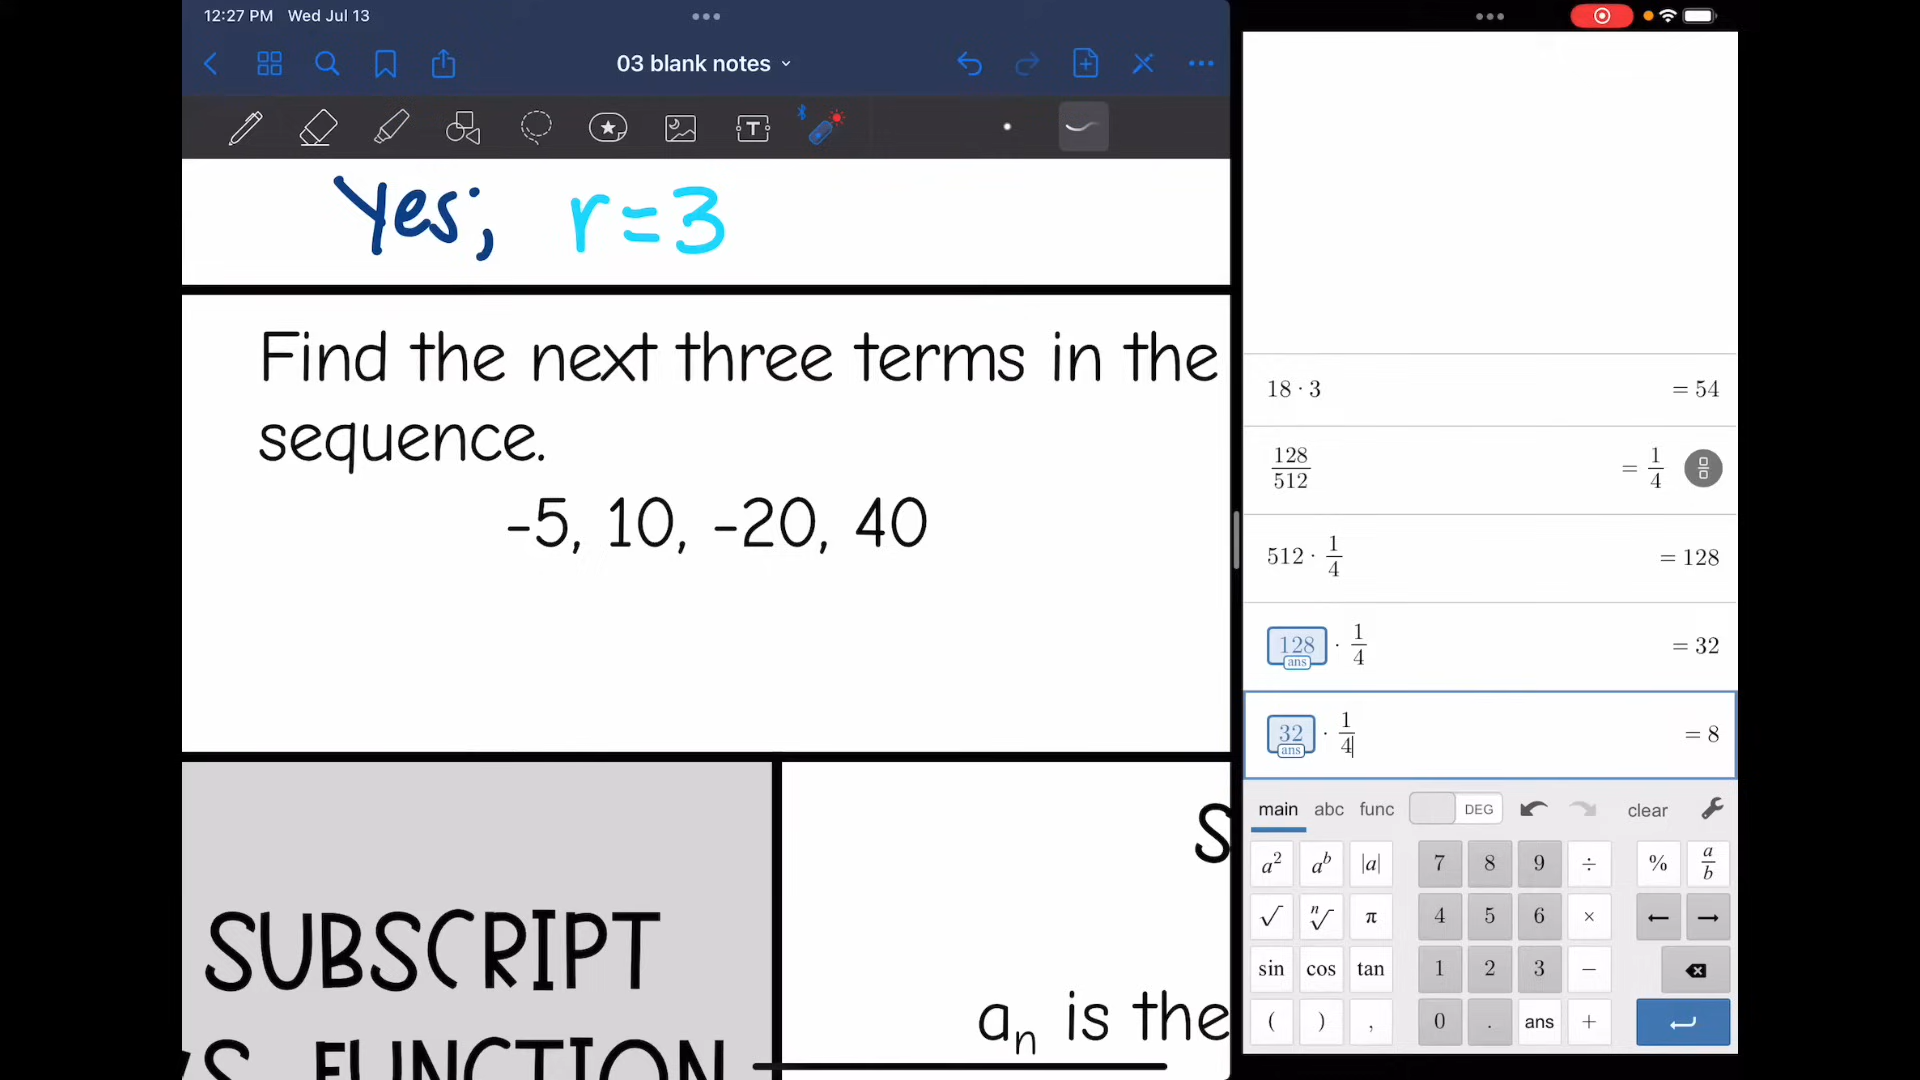 12:27 PM Wed Jul 13
03 blank notes
T
Yes; r=3
Find the next three terms in the
sequence.
-5, 10, -20, 40
SUBSCRIPT
FUNCTION
S
aₙ is the
18 · 3 = 54
128/512 = 1/4
512 · 1/4 = 128
128 ans · 1/4 = 32
32 ans · 1/4 = 8
main abc func DEG clear
a² aᵇ |a| 7 8 9 ÷ % a/b
√ ⁿ√ π 4 5 6 × ← →
sin cos tan 1 2 3 −
( ) , 0 . ans +